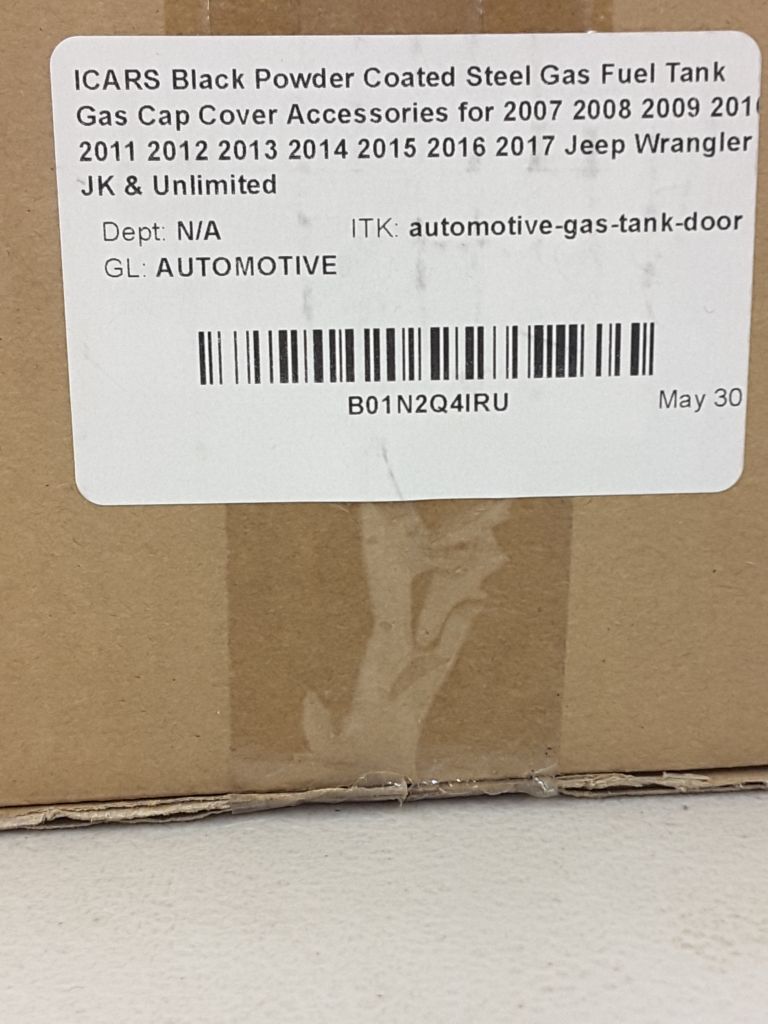 ICARS Black Powder Coated Steel Gas Fuel Tank
Gas Cap Cover Accessories for 2007 2008 2009 2010
2011 2012 2013 2014 2015 2016 2017 Jeep Wrangler
JK & Unlimited
Dept: N/A ITK: automotive-gas-tank-door
GL: AUTOMOTIVE
B01N2Q4IRU
May 30